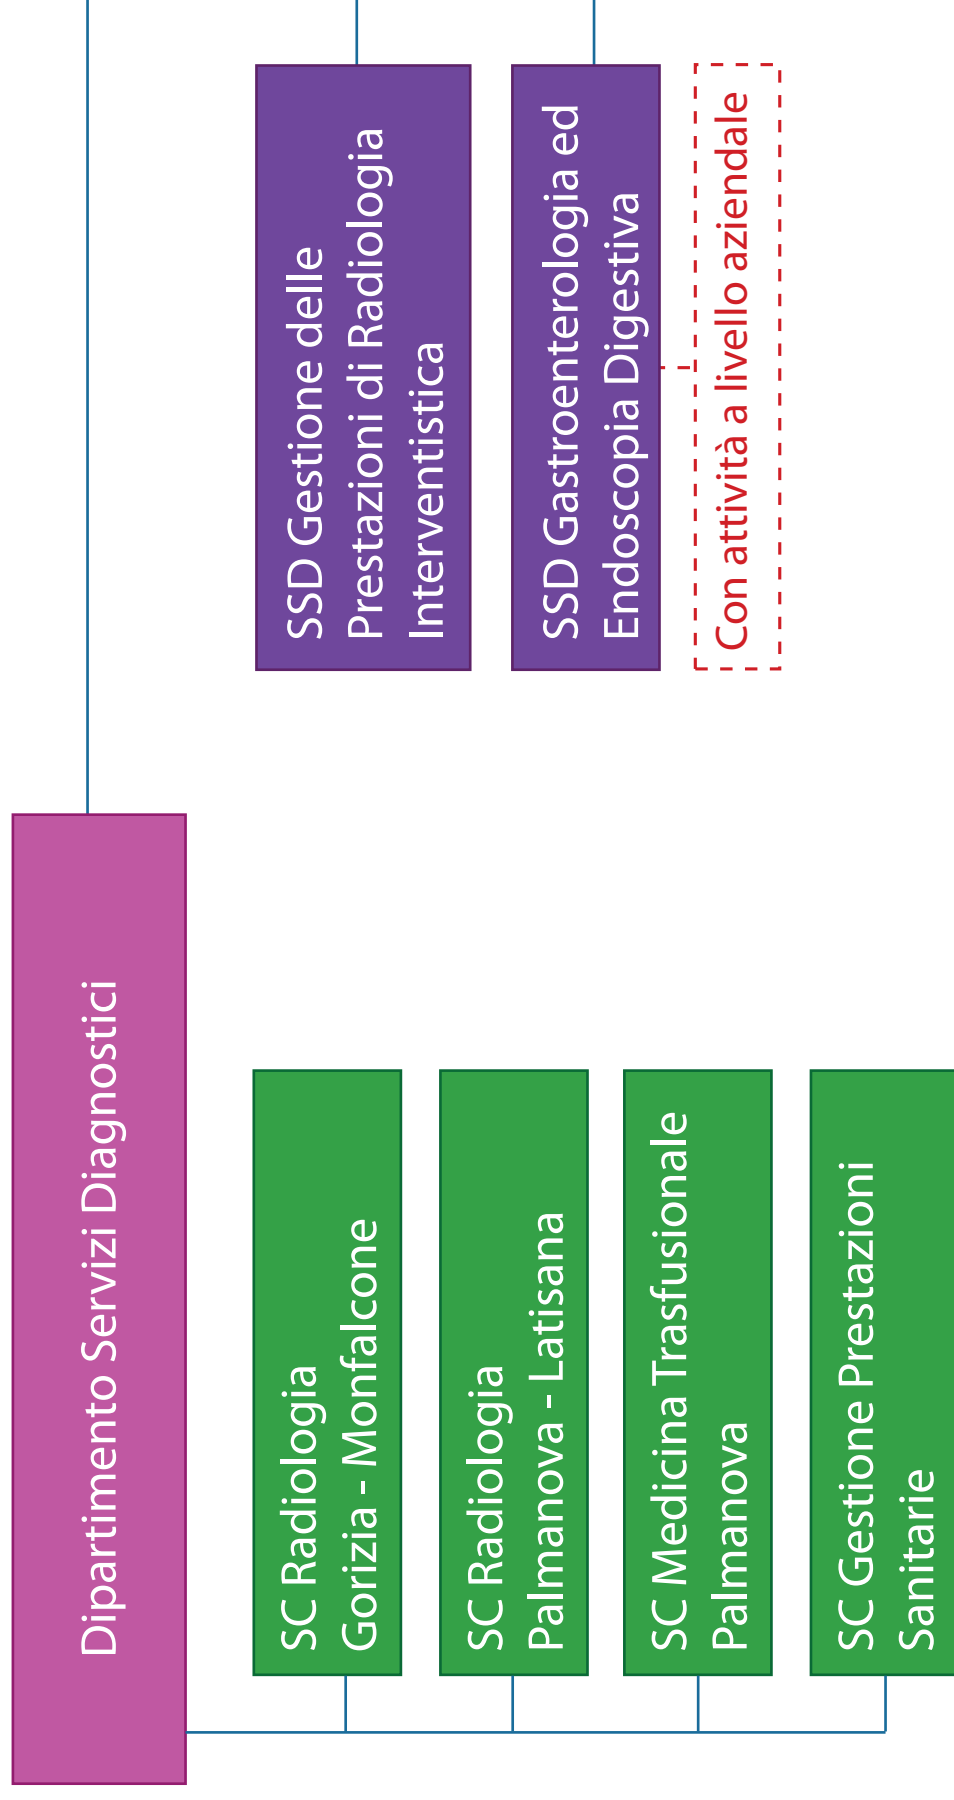 Dipartimento Servizi Diagnostici
SC Radiologia
Gorizia - Monfalcone
SC Radiologia
Palmanova - Latisana
SC Medicina Trasfusionale
Palmanova
SC Gestione Prestazioni
Sanitarie
SSD Gestione delle
Prestazioni di Radiologia
Interventistica
SSD Gastroenterologia ed
Endoscopia Digestiva
Con attività a livello aziendale